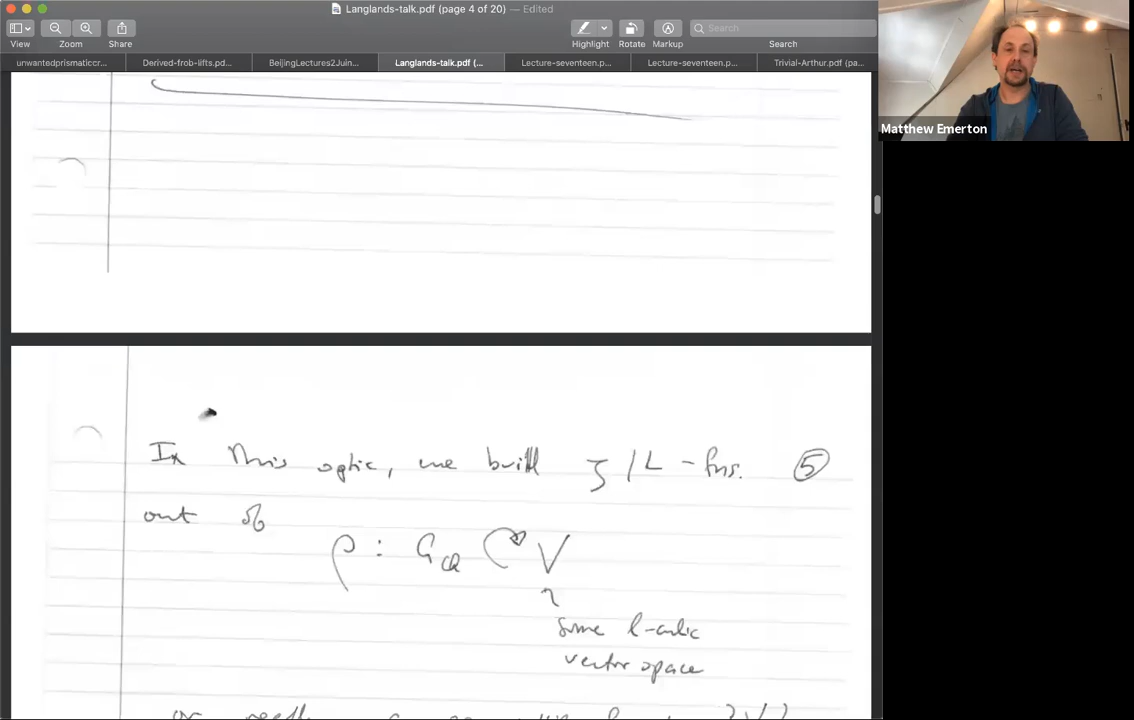 Langlands-talk.pdf (page 4 of 20) — Edited
View
Zoom
Share
Highlight
Rotate
Markup
Search
Search
unwantedprismaticcr...
Derived-frob-lifts.pd...
BeijingLectures2Juin...
Langlands-talk.pdf (...
Lecture-seventeen.p...
Lecture-seventeen.p...
Trivial-Arthur.pdf (pa...
Matthew Emerton
In this optic, we build ζ/L-fns. ⑤
out of
ρ : G_Q ↷ V
some l-adic
vector space